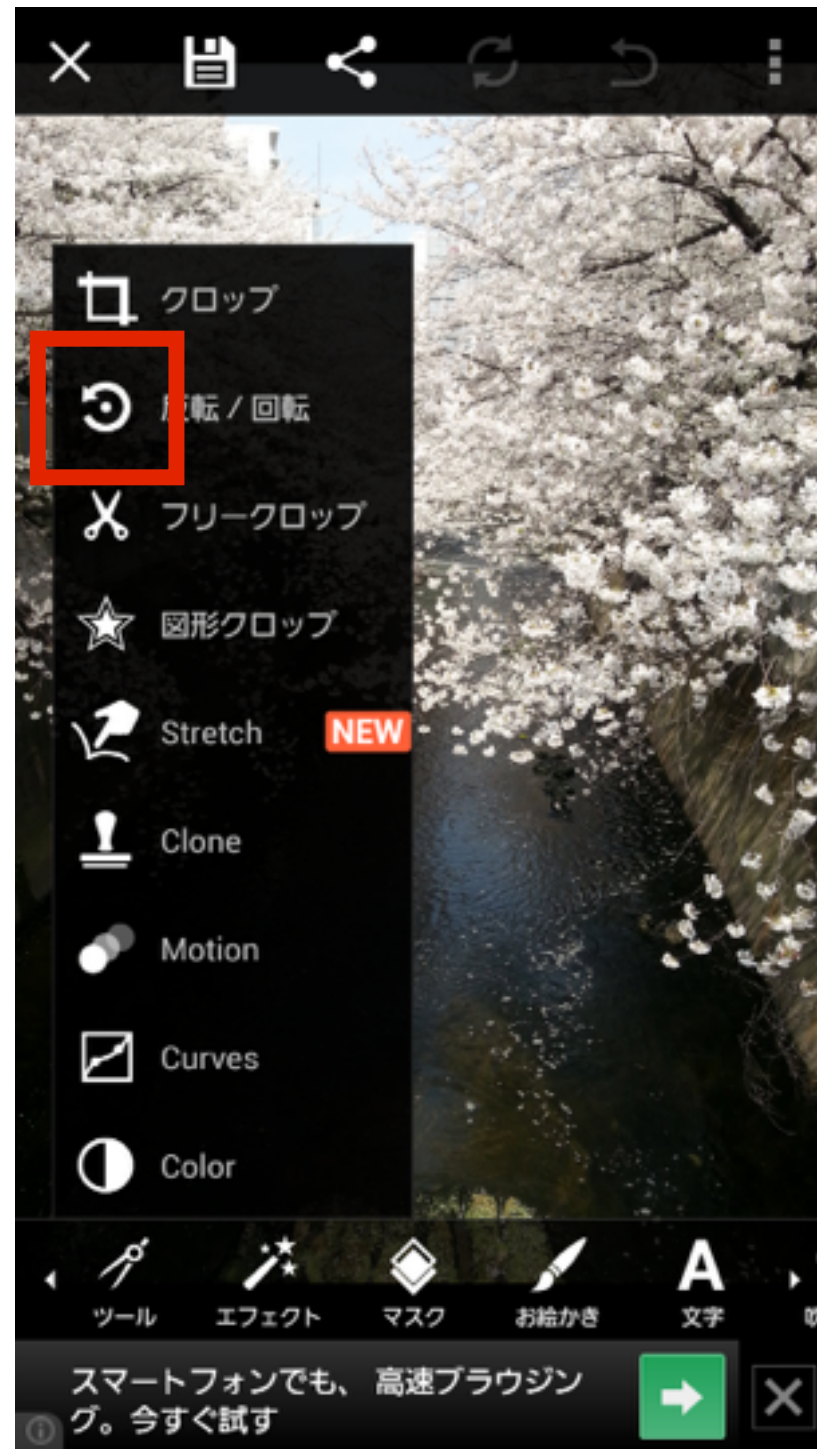 クロップ
反転 / 回転
フリークロップ
図形クロップ
Stretch NEW
Clone
Motion
Curves
Color
ツール エフェクト マスク お絵かき 文字
スマートフォンでも、 高速ブラウジン
グ。今すぐ試す